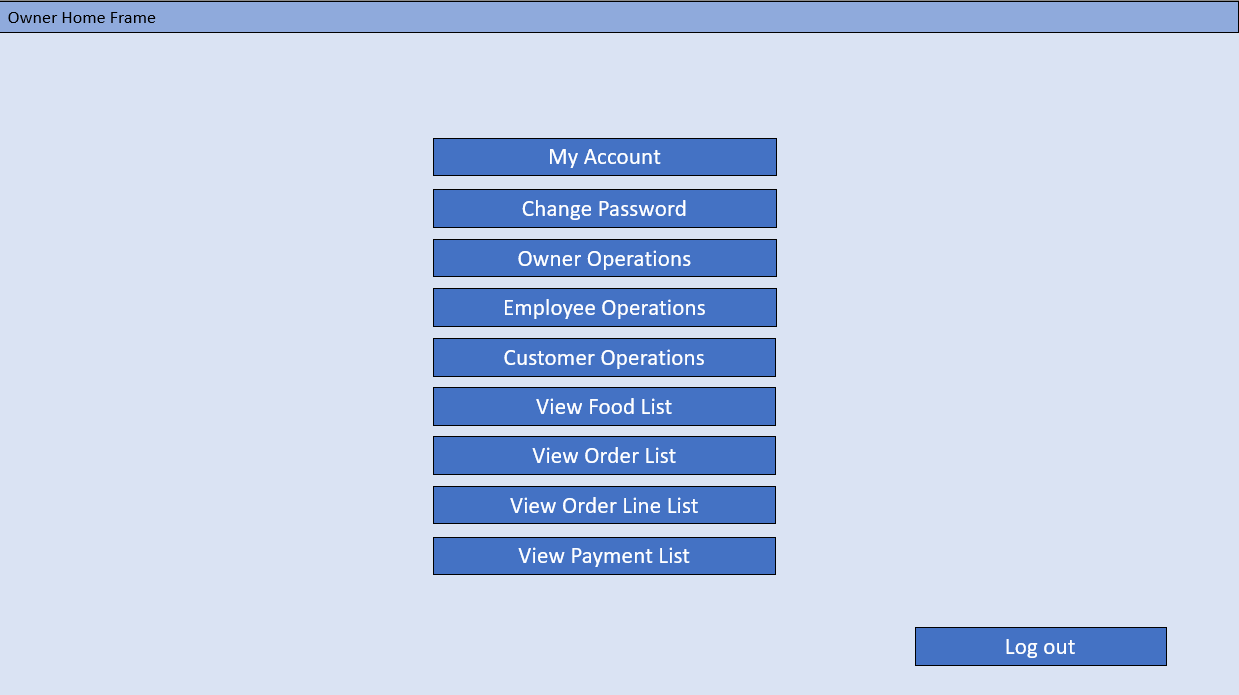 Owner Home Frame
My Account
Change Password
Owner Operations
Employee Operations
Customer Operations
View Food List
View Order List
View Order Line List
View Payment List
Log out